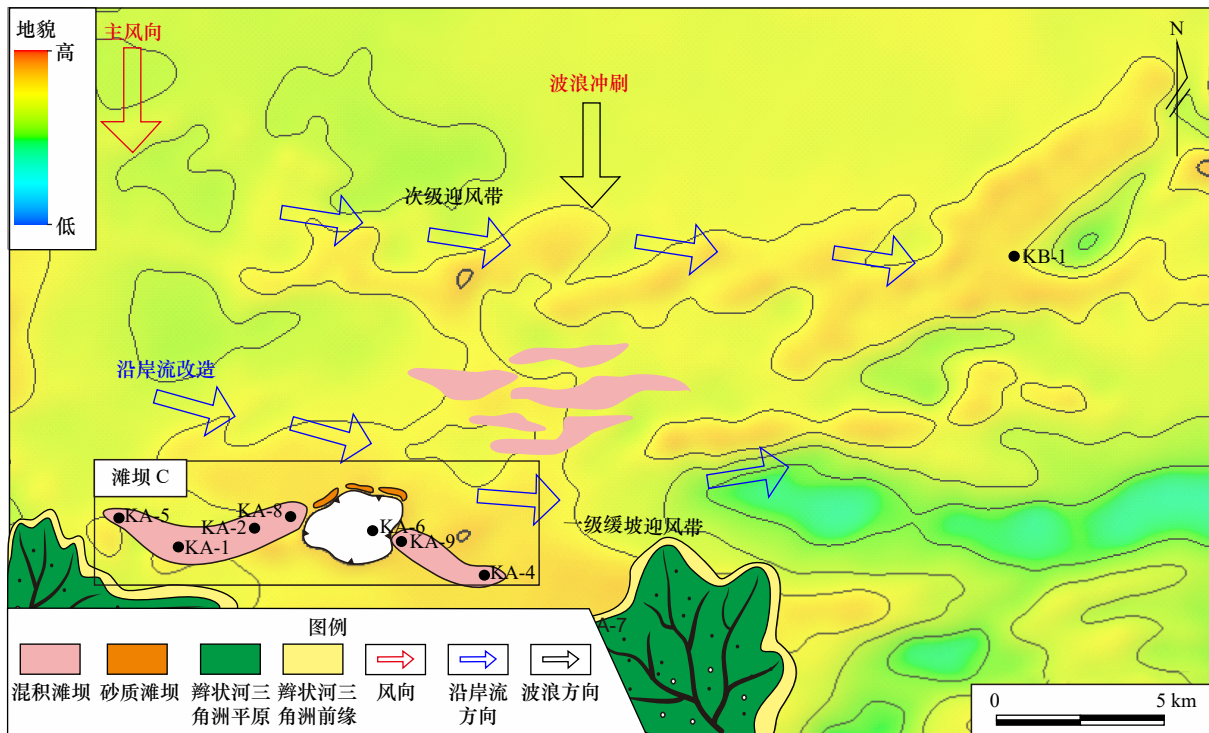 地貌
高
低
主风向
波浪冲刷
N
次级迎风带
KB-1
沿岸流改造
滩坝 C
KA-5
KA-8
KA-2
KA-1
KA-6
KA-9
KA-4
一级缓坡迎风带
A-7
图例
混积滩坝
砂质滩坝
辫状河三
角洲平原
辫状河三
角洲前缘
风向
沿岸流
方向
波浪方向
0
5 km